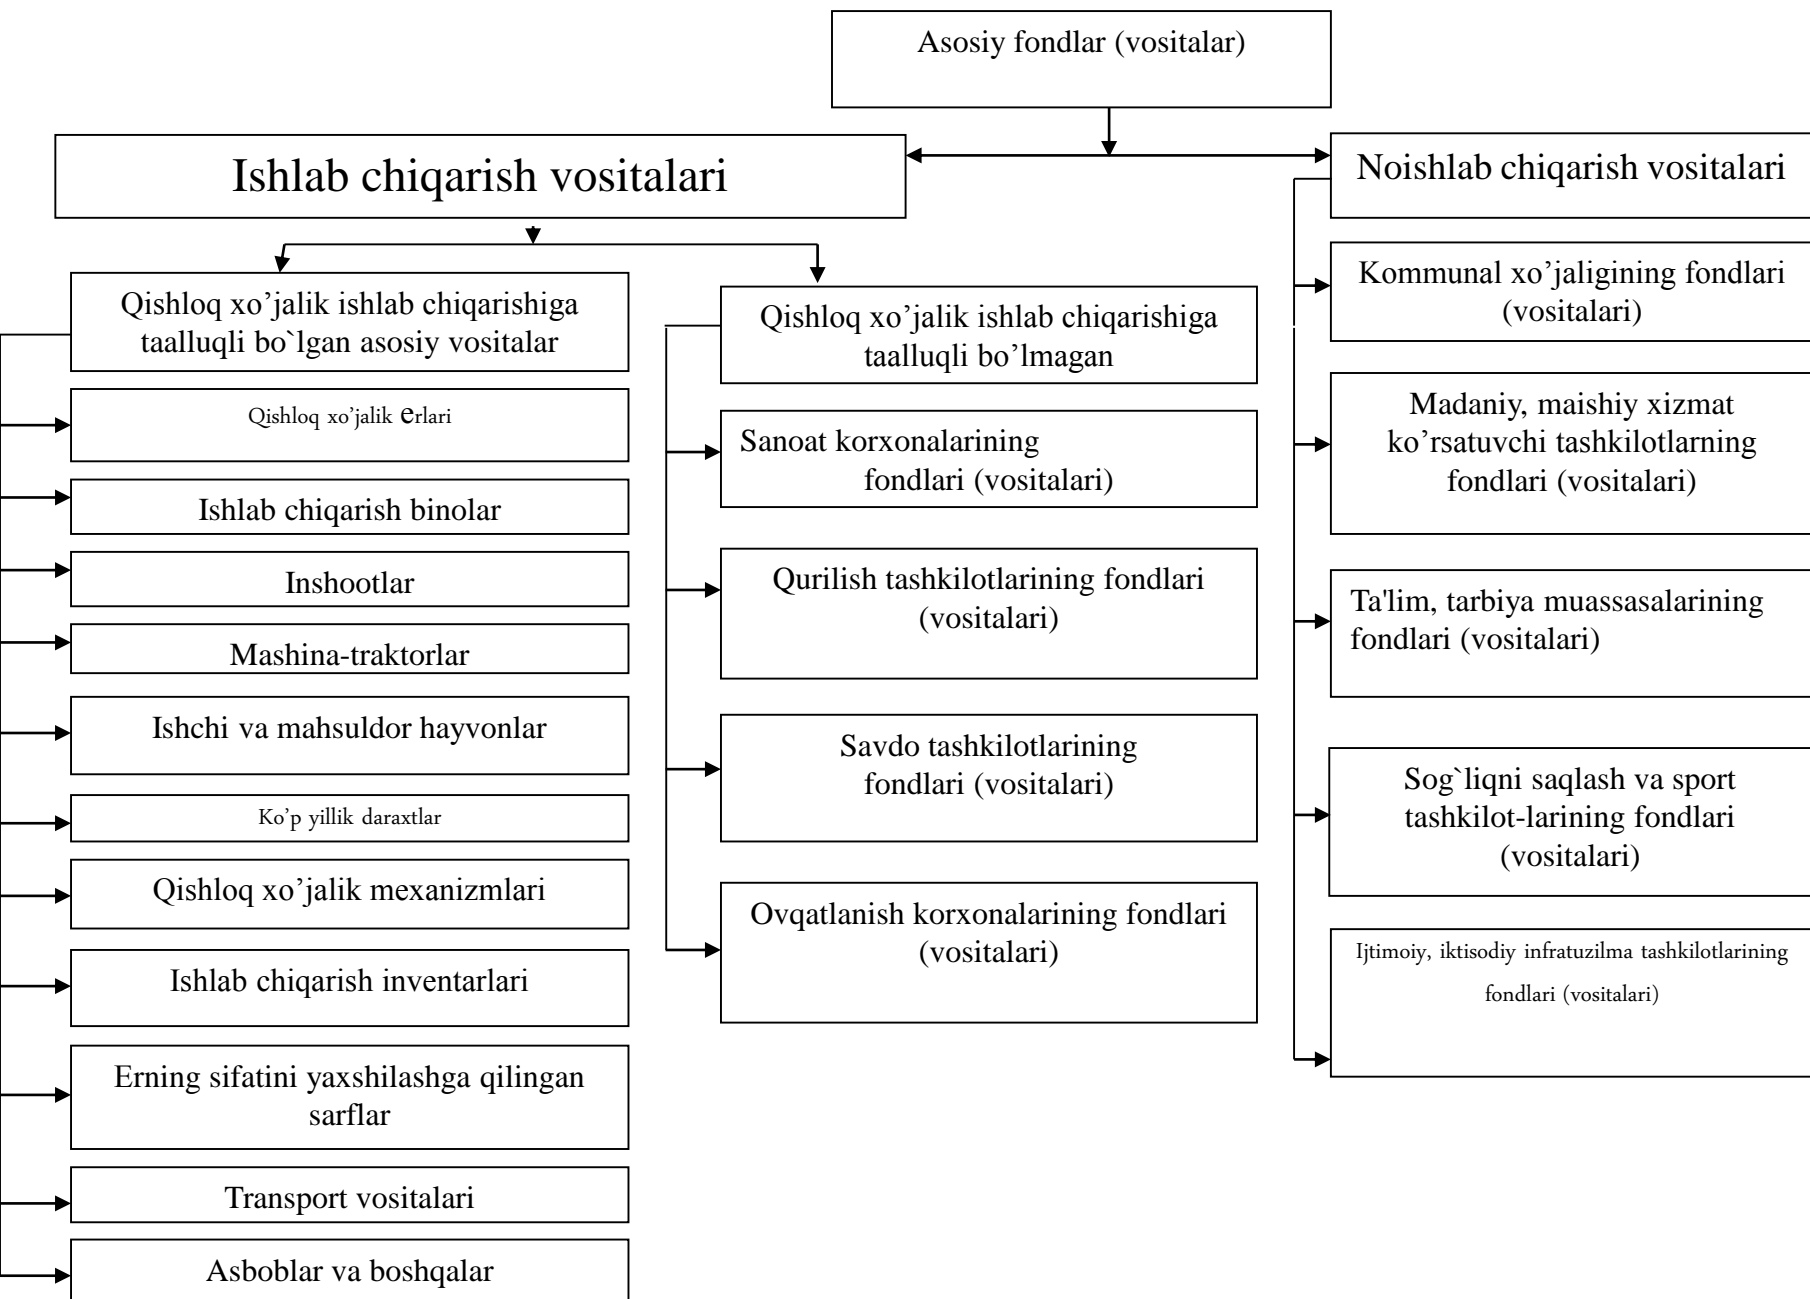 Asosiy fondlar (vositalar)
Ishlab chiqarish vositalari
Noishlab chiqarish vositalari
Qishloq xo’jalik ishlab chiqarishiga
taalluqli bo`lgan asosiy vositalar
Qishloq xo’jalik erlari
Ishlab chiqarish binolar
Inshootlar
Mashina-traktorlar
Ishchi va mahsuldor hayvonlar
Ko’p yillik daraxtlar
Qishloq xo’jalik mexanizmlari
Ishlab chiqarish inventarlari
Erning sifatini yaxshilashga qilingan
sarflar
Transport vositalari
Asboblar va boshqalar
Qishloq xo’jalik ishlab chiqarishiga
taalluqli bo’lmagan
Sanoat korxonalarining
fondlari (vositalari)
Qurilish tashkilotlarining fondlari
(vositalari)
Savdo tashkilotlarining
fondlari (vositalari)
Ovqatlanish korxonalarining fondlari
(vositalari)
Kommunal xo’jaligining fondlari
(vositalari)
Madaniy, maishiy xizmat
ko’rsatuvchi tashkilotlarning
fondlari (vositalari)
Ta'lim, tarbiya muassasalarining
fondlari (vositalari)
Sog`liqni saqlash va sport
tashkilot-larining fondlari
(vositalari)
Ijtimoiy, iktisodiy infratuzilma tashkilotlarining
fondlari (vositalari)